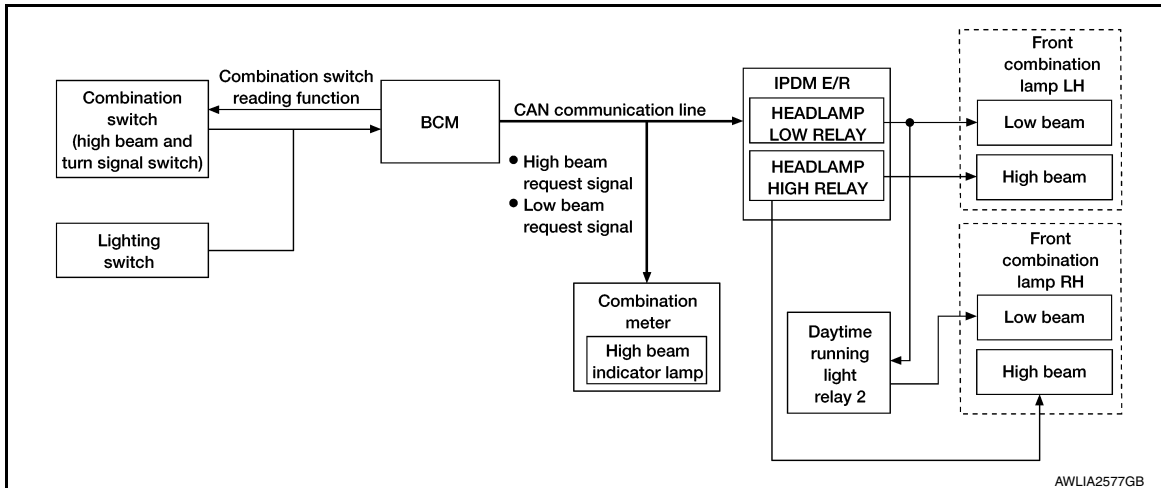 Combination
switch
(high beam and
turn signal switch)
Lighting
switch
Combination switch
reading function
BCM
CAN communication line
● High beam
request signal
● Low beam
request signal
Combination
meter
High beam
indicator lamp
IPDM E/R
HEADLAMP
LOW RELAY
HEADLAMP
HIGH RELAY
Daytime
running
light
relay 2
Front
combination
lamp LH
Low beam
High beam
Front
combination
lamp RH
Low beam
High beam
AWLIA2577GB